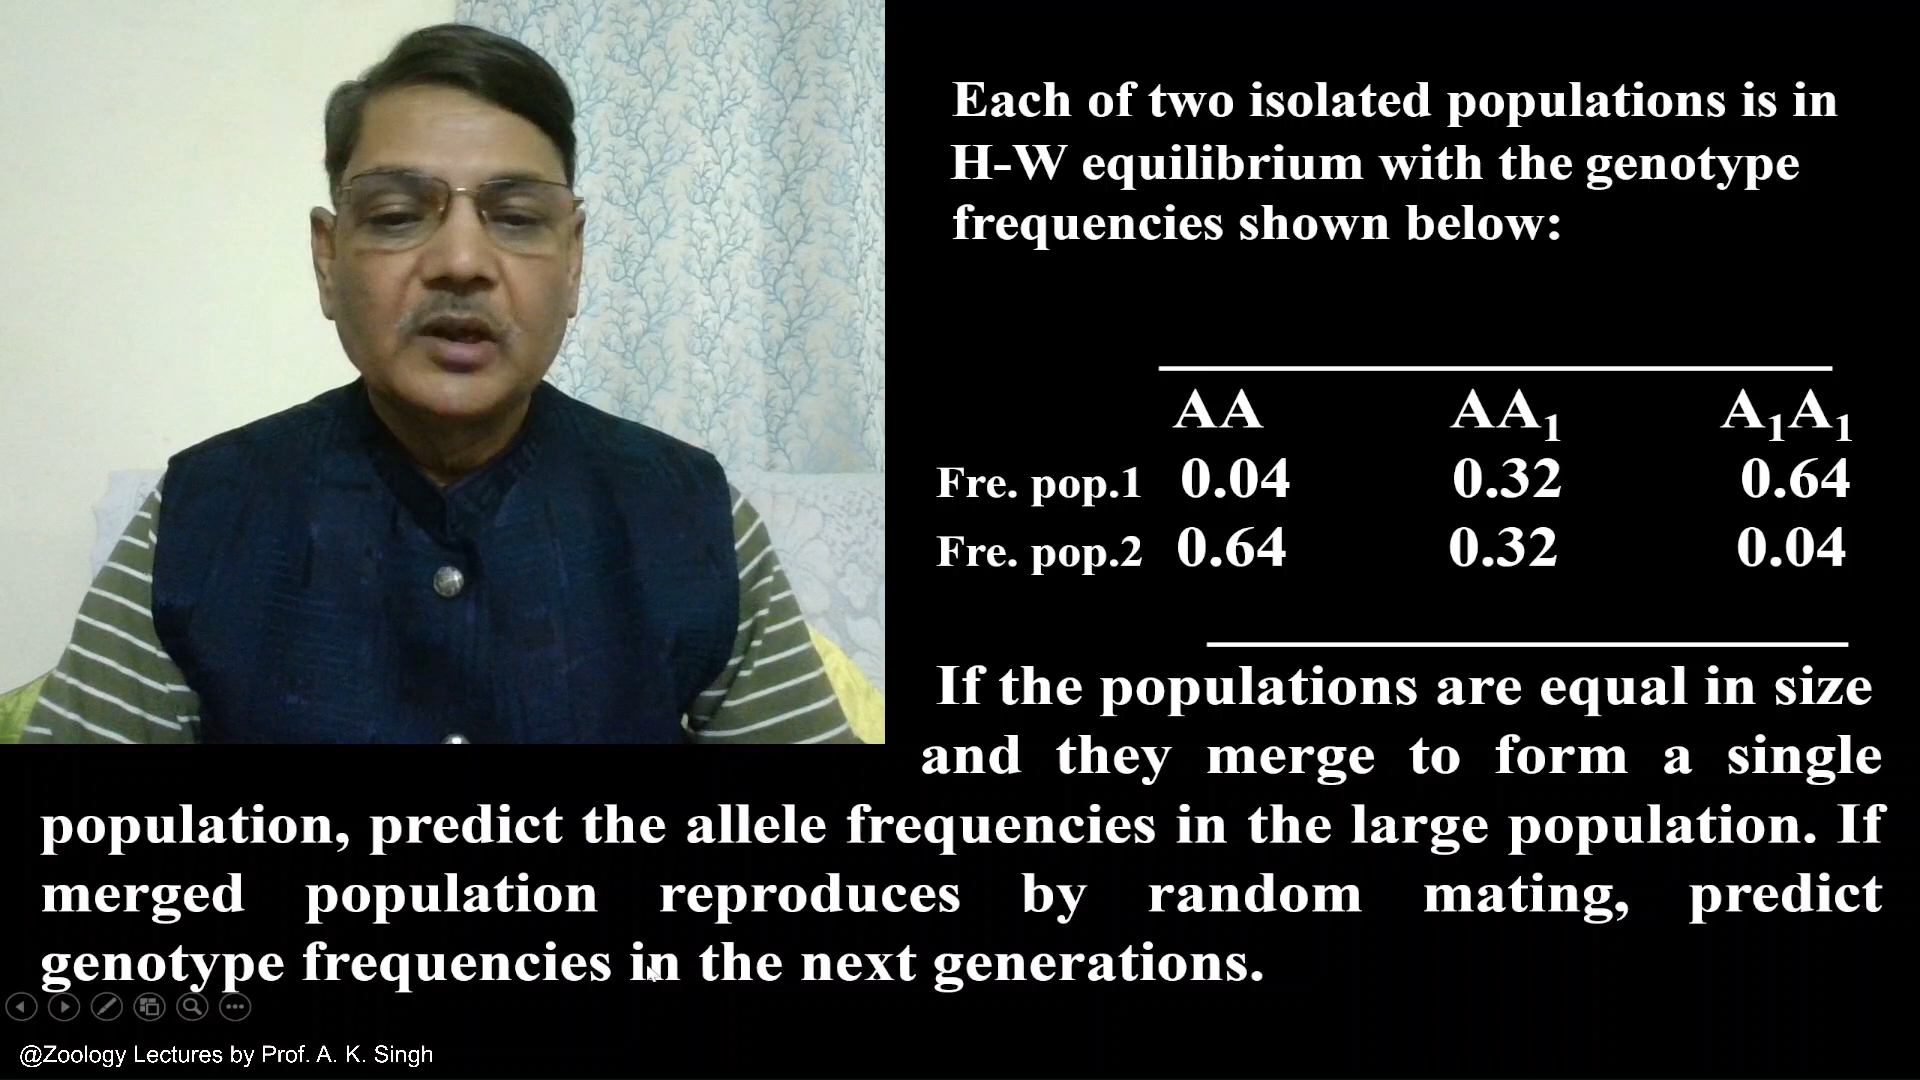 Each of two isolated populations is in
H-W equilibrium with the genotype
frequencies shown below:
AA AA₁ A₁A₁
Fre. pop.1 0.04 0.32 0.64
Fre. pop.2 0.64 0.32 0.04
If the populations are equal in size
and they merge to form a single
population, predict the allele frequencies in the large population. If
merged population reproduces by random mating, predict
genotype frequencies in the next generations.
@Zoology Lectures by Prof. A. K. Singh